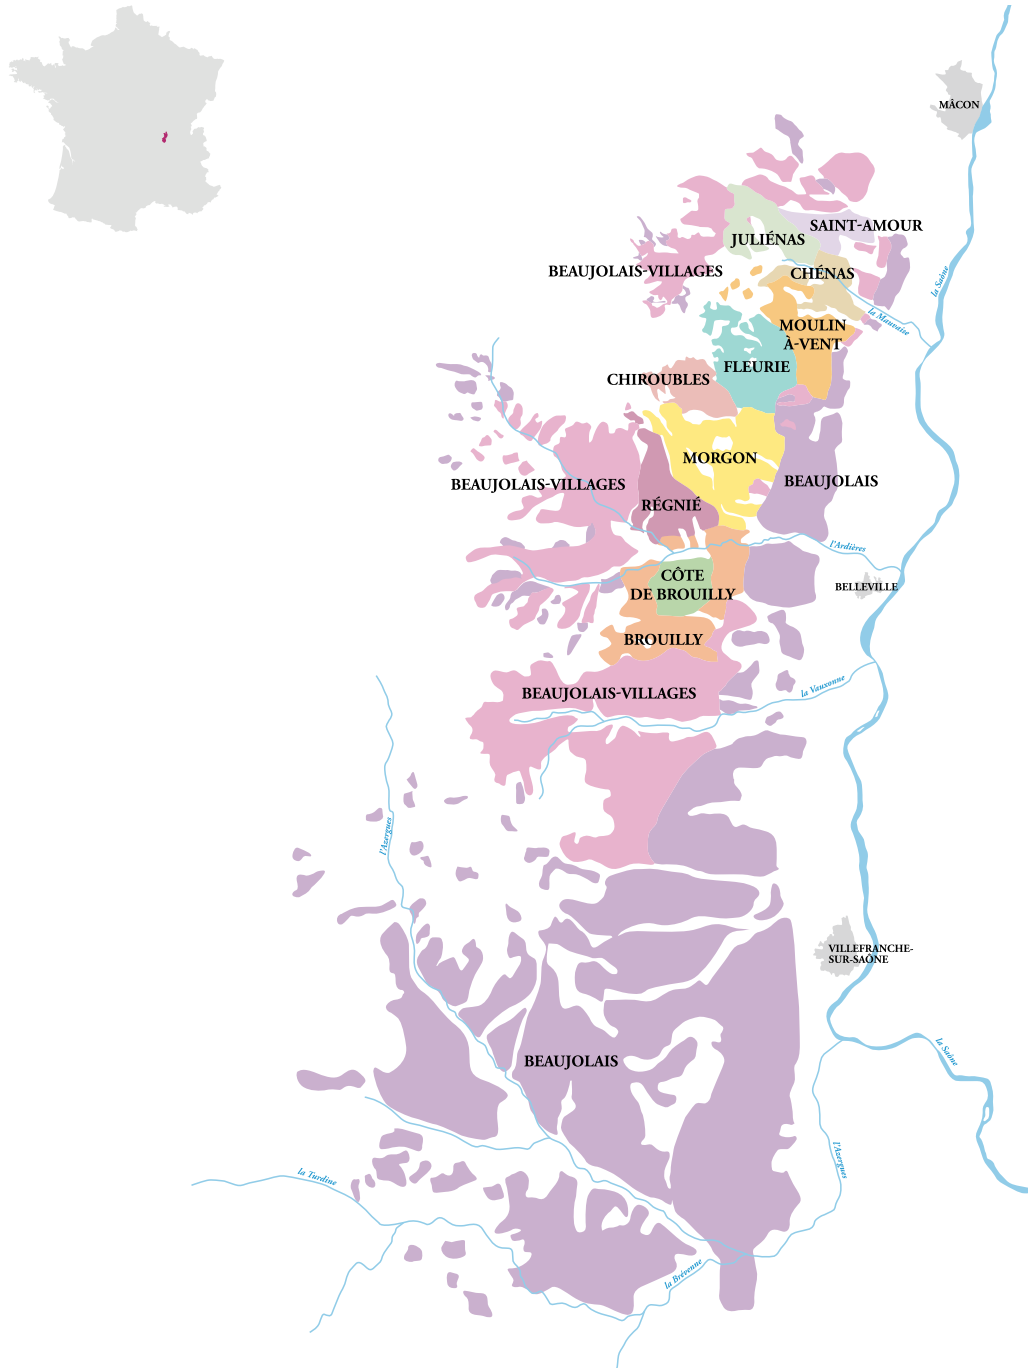 MÂCON
SAINT-AMOUR
JULIÉNAS
BEAUJOLAIS-VILLAGES
CHÉNAS
la Saône
la Mauvaise
MOULIN
À-VENT
FLEURIE
CHIROUBLES
MORGON
BEAUJOLAIS-VILLAGES
BEAUJOLAIS
RÉGNIÉ
l'Ardières
CÔTE
DE BROUILLY
BELLEVILLE
BROUILLY
BEAUJOLAIS-VILLAGES
la Vauxonne
l'Azergues
VILLEFRANCHE-
SUR-SAÔNE
BEAUJOLAIS
la Saône
l'Azergues
la Turdine
la Brévenne